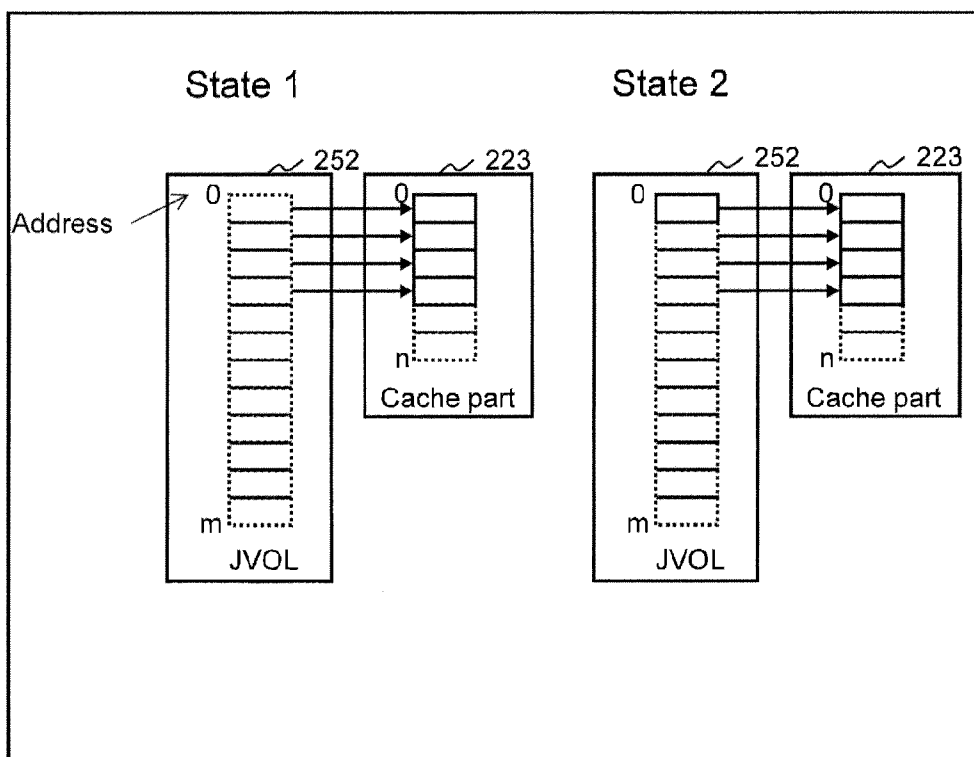 State 1
State 2
252
223
252
223
0
0
0
0
Address
n
n
Cache part
Cache part
m
m
JVOL
JVOL